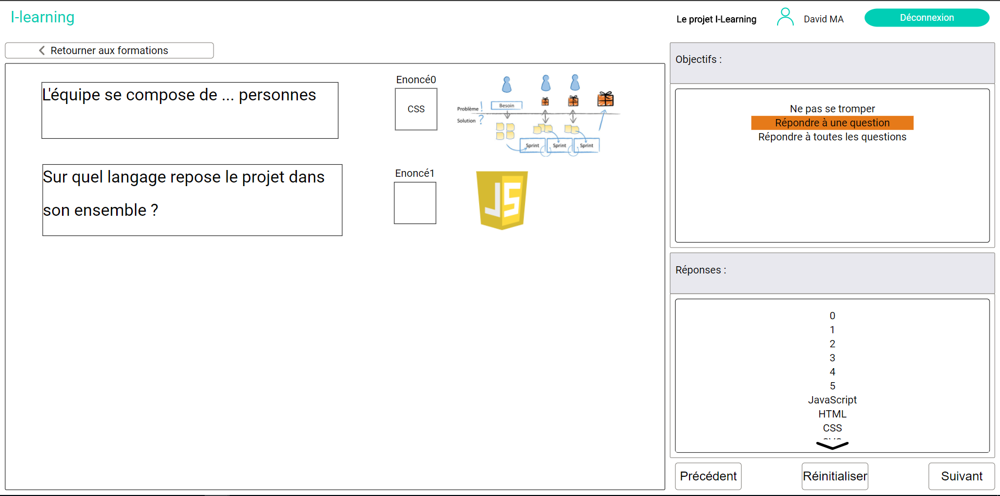 I-learning
Le projet I-Learning
David MA
Déconnexion
Retourner aux formations
L'équipe se compose de ... personnes
Enoncé0
CSS
Problème !
Besoin
Solution ?
Sprint
Sprint
Sprint
Sur quel langage repose le projet dans
son ensemble ?
Enoncé1
JS
Objectifs :
Ne pas se tromper
Répondre à une question
Répondre à toutes les questions
Réponses :
0
1
2
3
4
5
JavaScript
HTML
CSS
Précédent
Réinitialiser
Suivant